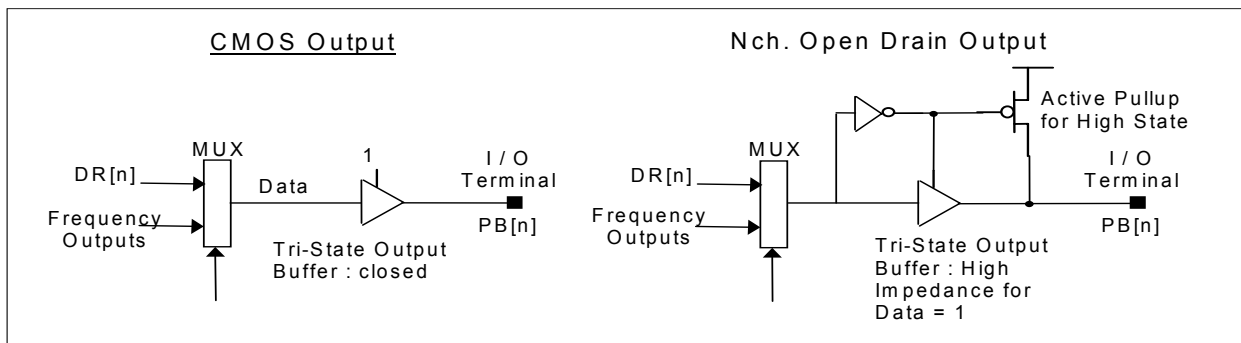 CMOS Output
MUX
DR[n]
Frequency
Outputs
Data
1
I / O
Terminal
PB[n]
Tri-State Output
Buffer : closed
Nch. Open Drain Output
Active Pullup
for High State
MUX
DR[n]
Frequency
Outputs
I / O
Terminal
PB[n]
Tri-State Output
Buffer : High
Impedance for
Data = 1